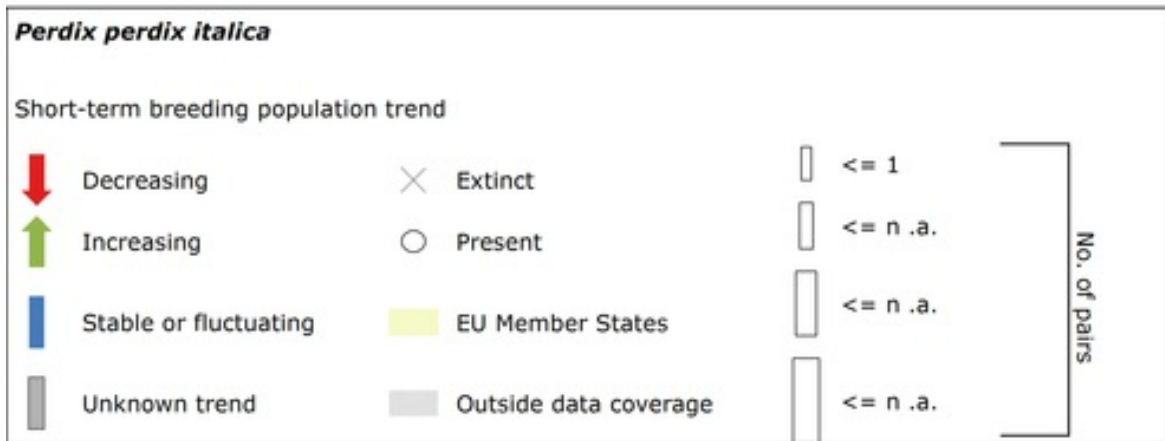 Perdix perdix italica
Short-term breeding population trend
Decreasing
Extinct
<= 1
Increasing
Present
<= n .a.
Stable or fluctuating
EU Member States
<= n .a.
Unknown trend
Outside data coverage
<= n .a.
No. of pairs